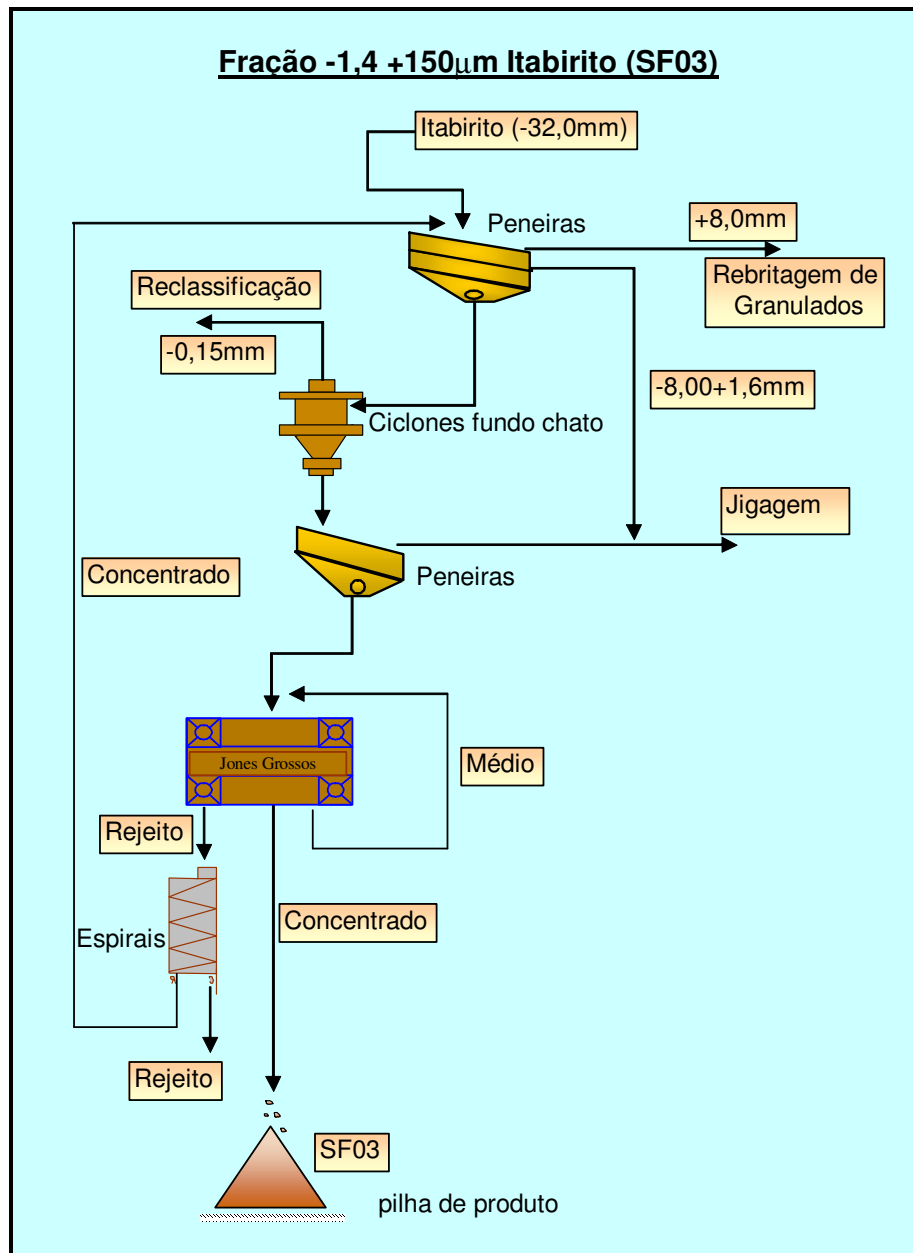 Fração -1,4 +150μm Itabirito (SF03)
Itabirito (-32,0mm)
Peneiras
+8,0mm
Rebritagem de
Granulados
Reclassificação
-0,15mm
-8,00+1,6mm
Ciclones fundo chato
Jigagem
Concentrado
Peneiras
Jones Grossos
Médio
Rejeito
Concentrado
Espirais
Rejeito
SF03
pilha de produto